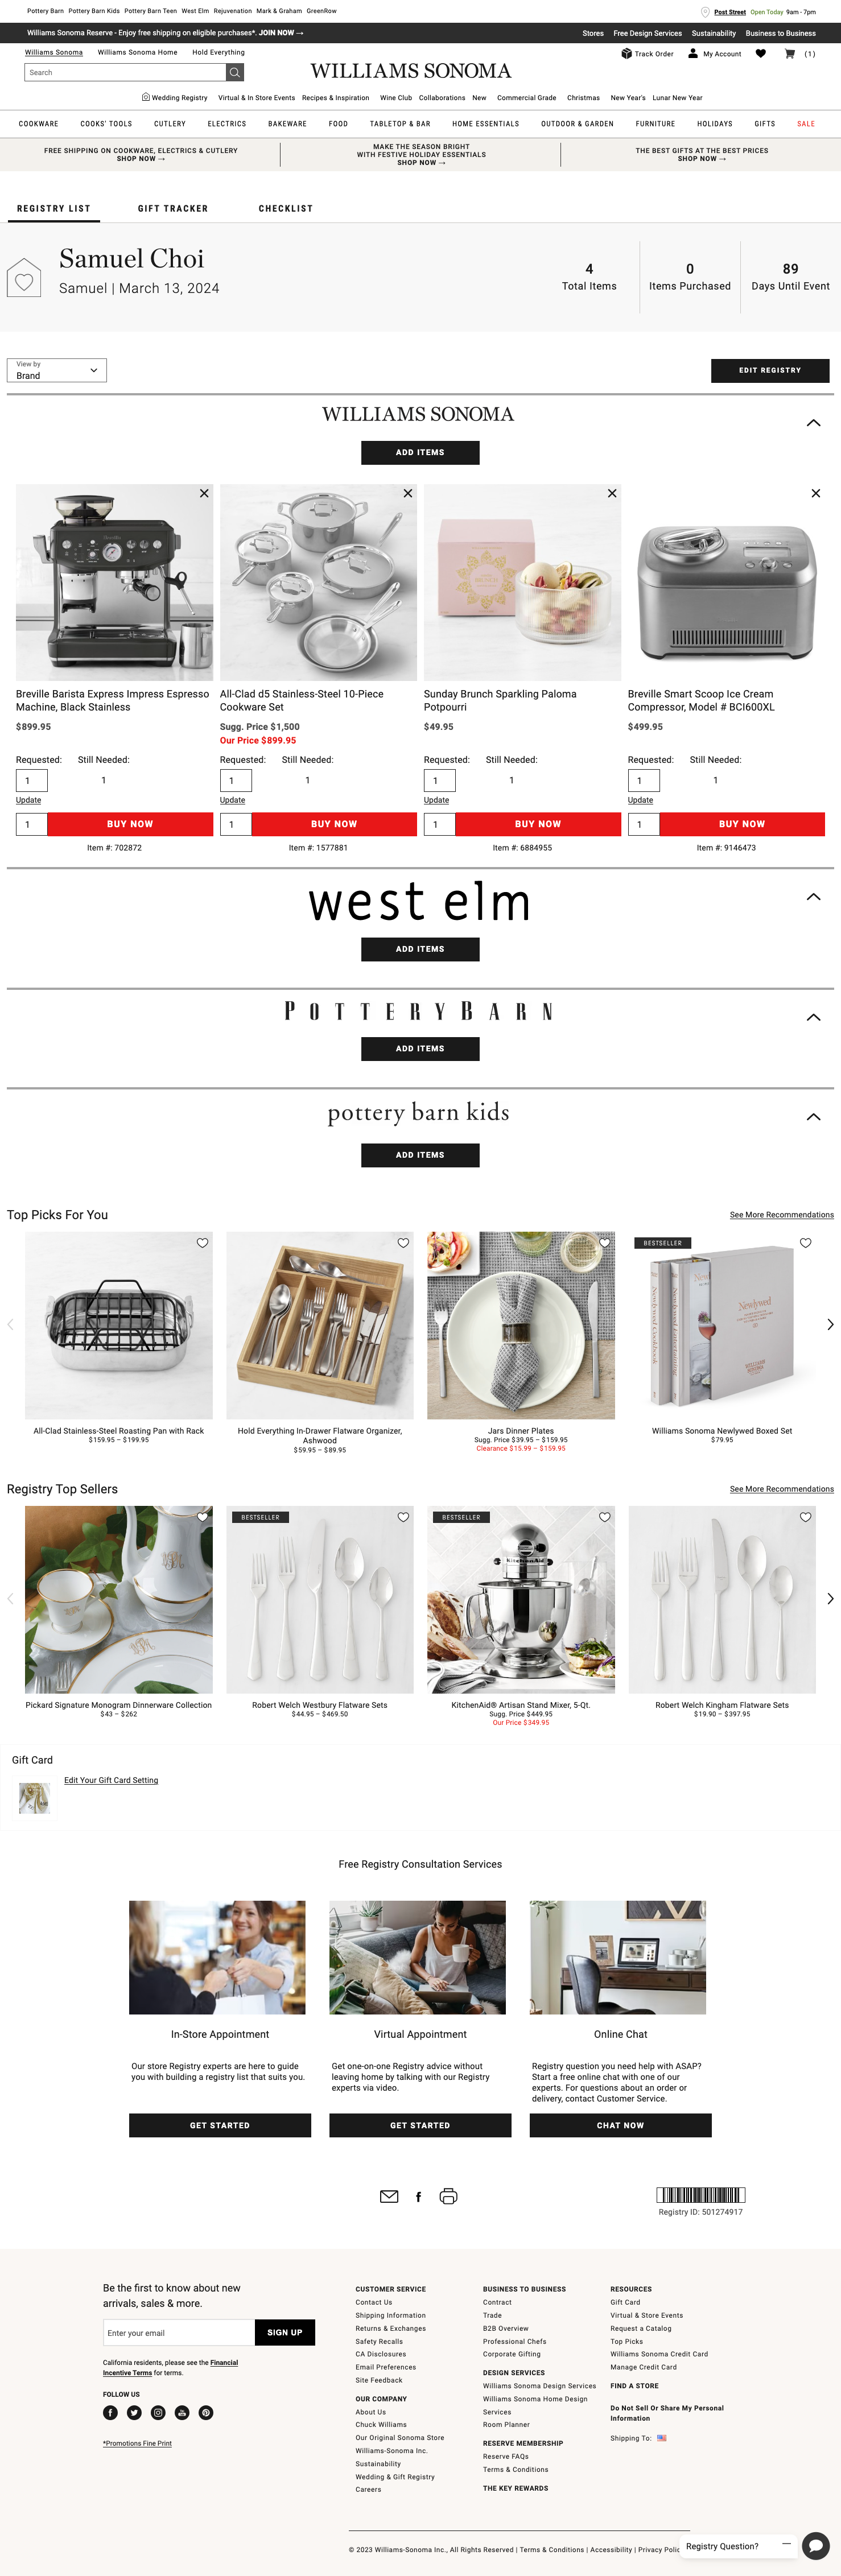 Pottery Barn Pottery Barn Kids Pottery Barn Teen West Elm Rejuvenation Mark & Graham GreenRow
Post Street Open Today 9am - 7pm
Williams Sonoma Reserve - Enjoy free shipping on eligible purchases*. JOIN NOW →
Stores Free Design Services Sustainability Business to Business
Williams Sonoma Williams Sonoma Home Hold Everything
Track Order My Account (1)
Search
WILLIAMS SONOMA
Wedding Registry Virtual & In Store Events Recipes & Inspiration Wine Club Collaborations New Commercial Grade Christmas New Year's Lunar New Year
COOKWARE COOKS' TOOLS CUTLERY ELECTRICS BAKEWARE FOOD TABLETOP & BAR HOME ESSENTIALS OUTDOOR & GARDEN FURNITURE HOLIDAYS GIFTS SALE
FREE SHIPPING ON COOKWARE, ELECTRICS & CUTLERY
SHOP NOW →
MAKE THE SEASON BRIGHT
WITH FESTIVE HOLIDAY ESSENTIALS
SHOP NOW →
THE BEST GIFTS AT THE BEST PRICES
SHOP NOW →
REGISTRY LIST GIFT TRACKER CHECKLIST
Samuel Choi
Samuel | March 13, 2024
4
Total Items
0
Items Purchased
89
Days Until Event
View by
Brand
EDIT REGISTRY
WILLIAMS SONOMA
ADD ITEMS
Breville Barista Express Impress Espresso
Machine, Black Stainless
$899.95
Requested: Still Needed:
1 1
Update
1 BUY NOW
Item #: 702872
All-Clad d5 Stainless-Steel 10-Piece
Cookware Set
Sugg. Price $1,500
Our Price $899.95
Requested: Still Needed:
1 1
Update
1 BUY NOW
Item #: 1577881
Sunday Brunch Sparkling Paloma
Potpourri
$49.95
Requested: Still Needed:
1 1
Update
1 BUY NOW
Item #: 6884955
Breville Smart Scoop Ice Cream
Compressor, Model # BCI600XL
$499.95
Requested: Still Needed:
1 1
Update
1 BUY NOW
Item #: 9146473
west elm
ADD ITEMS
POTTERY BARN
ADD ITEMS
pottery barn kids
ADD ITEMS
Top Picks For You
See More Recommendations
All-Clad Stainless-Steel Roasting Pan with Rack
$159.95 – $199.95
Hold Everything In-Drawer Flatware Organizer,
Ashwood
$59.95 – $89.95
Jars Dinner Plates
Sugg. Price $39.95 – $159.95
Clearance $15.99 – $159.95
BESTSELLER
Newlywed
WILLIAMS
SONOMA
Williams Sonoma Newlywed Boxed Set
$79.95
Registry Top Sellers
See More Recommendations
Pickard Signature Monogram Dinnerware Collection
$43 – $262
BESTSELLER
Robert Welch Westbury Flatware Sets
$44.95 – $469.50
BESTSELLER
KitchenAid
KitchenAid® Artisan Stand Mixer, 5-Qt.
Sugg. Price $449.95
Our Price $349.95
Robert Welch Kingham Flatware Sets
$19.90 – $397.95
Gift Card
Edit Your Gift Card Setting
Free Registry Consultation Services
In-Store Appointment
Our store Registry experts are here to guide
you with building a registry list that suits you.
GET STARTED
Virtual Appointment
Get one-on-one Registry advice without
leaving home by talking with our Registry
experts via video.
GET STARTED
Online Chat
Registry question you need help with ASAP?
Start a free online chat with one of our
experts. For questions about an order or
delivery, contact Customer Service.
CHAT NOW
Registry ID: 501274917
Be the first to know about new
arrivals, sales & more.
Enter your email SIGN UP
California residents, please see the Financial
Incentive Terms for terms.
FOLLOW US
*Promotions Fine Print
CUSTOMER SERVICE
Contact Us
Shipping Information
Returns & Exchanges
Safety Recalls
CA Disclosures
Email Preferences
Site Feedback
OUR COMPANY
About Us
Chuck Williams
Our Original Sonoma Store
Williams-Sonoma Inc.
Sustainability
Wedding & Gift Registry
Careers
BUSINESS TO BUSINESS
Contract
Trade
B2B Overview
Professional Chefs
Corporate Gifting
DESIGN SERVICES
Williams Sonoma Design Services
Williams Sonoma Home Design
Services
Room Planner
RESERVE MEMBERSHIP
Reserve FAQs
Terms & Conditions
THE KEY REWARDS
RESOURCES
Gift Card
Virtual & Store Events
Request a Catalog
Top Picks
Williams Sonoma Credit Card
Manage Credit Card
FIND A STORE
Do Not Sell Or Share My Personal
Information
Shipping To:
© 2023 Williams-Sonoma Inc., All Rights Reserved | Terms & Conditions | Accessibility | Privacy Polic
Registry Question?